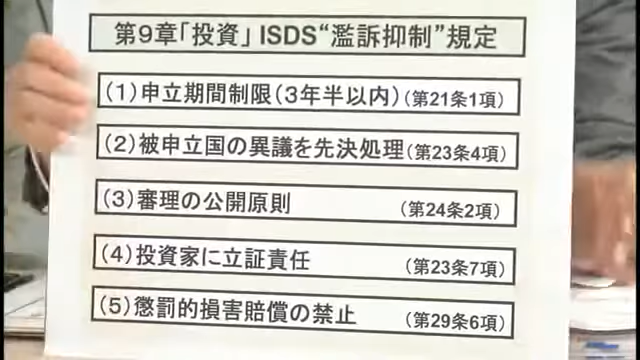 第9章「投資」ISDS“濫訴抑制”規定
(1)申立期間制限(3年半以内)(第21条1項)
(2)被申立国の異議を先決処理(第23条4項)
(3)審理の公開原則 (第24条2項)
(4)投資家に立証責任 (第23条7項)
(5)懲罰的損害賠償の禁止 (第29条6項)